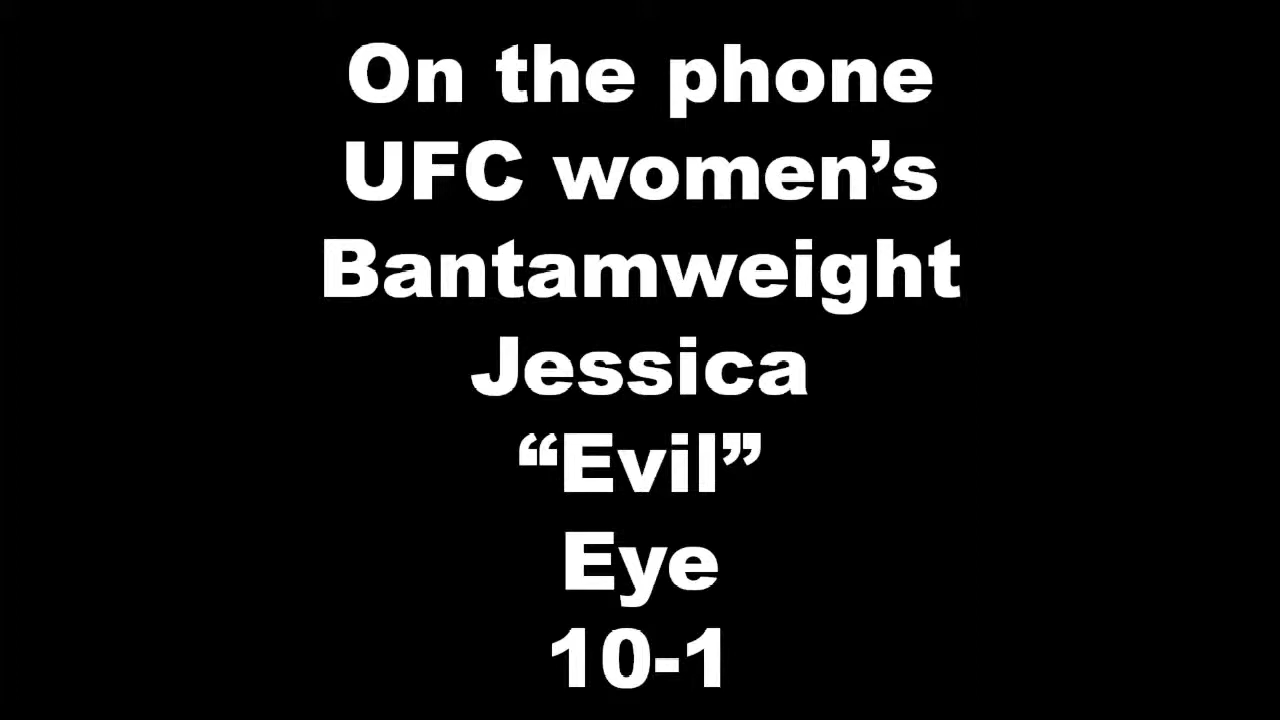 On the phone
UFC women’s
Bantamweight
Jessica
“Evil”
Eye
10-1